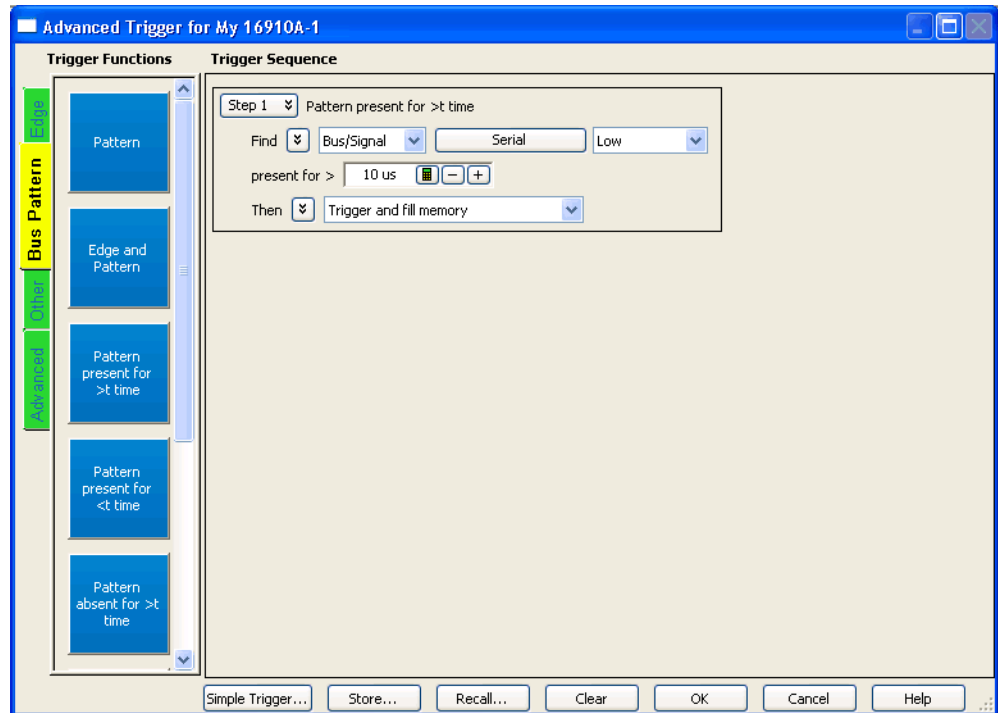 Advanced Trigger for My 16910A-1
Trigger Functions
Trigger Sequence
Edge
Bus Pattern
Other
Advanced
Pattern
Edge and
Pattern
Pattern
present for
>t time
Pattern
present for
<t time
Pattern
absent for >t
time
Step 1 Pattern present for >t time
Find Bus/Signal Serial Low
present for > 10 us - +
Then Trigger and fill memory
Simple Trigger... Store... Recall... Clear OK Cancel Help